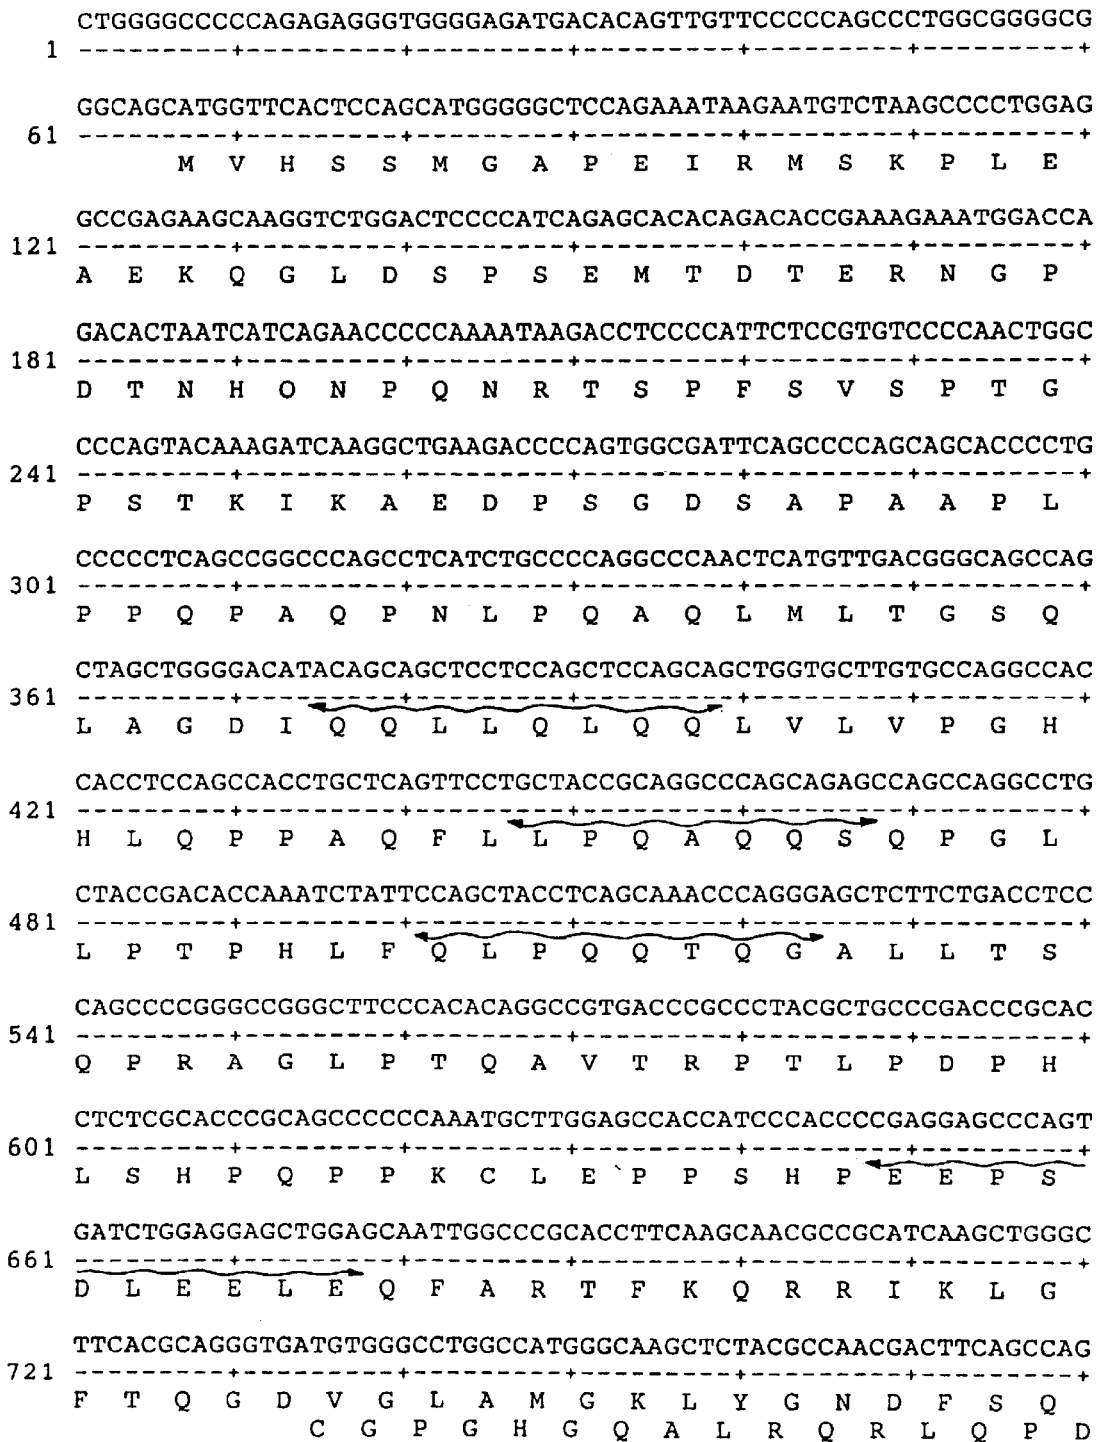 CTGGGGCCCCCAGAGAGGGTGGGGAGATGACACAGTTGTTCCCCCAGCCCTGGCGGGGCG
1 ---------+---------+---------+---------+---------+---------+
GGCAGCATGGTTCACTCCAGCATGGGGGCTCCAGAAATAAGAATGTCTAAGCCCCTGGAG
61 ---------+---------+---------+---------+---------+---------+
M V H S S M G A P E I R M S K P L E
GCCGAGAAGCAAGGTCTGGACTCCCCATCAGAGCACACAGACACCGAAAGAAATGGACCA
121 ---------+---------+---------+---------+---------+---------+
A E K Q G L D S P S E M T D T E R N G P
GACACTAATCATCAGAACCCCCAAAATAAGACCTCCCCATTCTCCGTGTCCCCAACTGGC
181 ---------+---------+---------+---------+---------+---------+
D T N H O N P Q N R T S P F S V S P T G
CCCAGTACAAAGATCAAGGCTGAAGACCCCAGTGGCGATTCAGCCCCAGCAGCACCCCTG
241 ---------+---------+---------+---------+---------+---------+
P S T K I K A E D P S G D S A P A A P L
CCCCCTCAGCCGGCCCAGCCTCATCTGCCCCAGGCCCAACTCATGTTGACGGGCAGCCAG
301 ---------+---------+---------+---------+---------+---------+
P P Q P A Q P N L P Q A Q L M L T G S Q
CTAGCTGGGGACATACAGCAGCTCCTCCAGCTCCAGCAGCTGGTGCTTGTGCCAGGCCAC
361 ---------+---------+---------+---------+---------+---------+
L A G D I Q Q L L Q L Q Q L V L V P G H
CACCTCCAGCCACCTGCTCAGTTCCTGCTACCGCAGGCCCAGCAGAGCCAGCCAGGCCTG
421 ---------+---------+---------+---------+---------+---------+
H L Q P P A Q F L L P Q A Q Q S Q P G L
CTACCGACACCAAATCTATTCCAGCTACCTCAGCAAACCCAGGGAGCTCTTCTGACCTCC
481 ---------+---------+---------+---------+---------+---------+
L P T P H L F Q L P Q Q T Q G A L L T S
CAGCCCCGGGCCGGGCTTCCCACACAGGCCGTGACCCGCCCTACGCTGCCCGACCCGCAC
541 ---------+---------+---------+---------+---------+---------+
Q P R A G L P T Q A V T R P T L P D P H
CTCTCGCACCCGCAGCCCCCCAAATGCTTGGAGCCACCATCCCACCCCGAGGAGCCCAGT
601 ---------+---------+---------+---------+---------+---------+
L S H P Q P P K C L E P P S H P E E P S
GATCTGGAGGAGCTGGAGCAATTGGCCCGCACCTTCAAGCAACGCCGCATCAAGCTGGGC
661 ---------+---------+---------+---------+---------+---------+
D L E E L E Q F A R T F K Q R R I K L G
TTCACGCAGGGTGATGTGGGCCTGGCCATGGGCAAGCTCTACGCCAACGACTTCAGCCAG
721 ---------+---------+---------+---------+---------+---------+
F T Q G D V G L A M G K L Y G N D F S Q
C G P G H G Q A L R Q R L Q P D